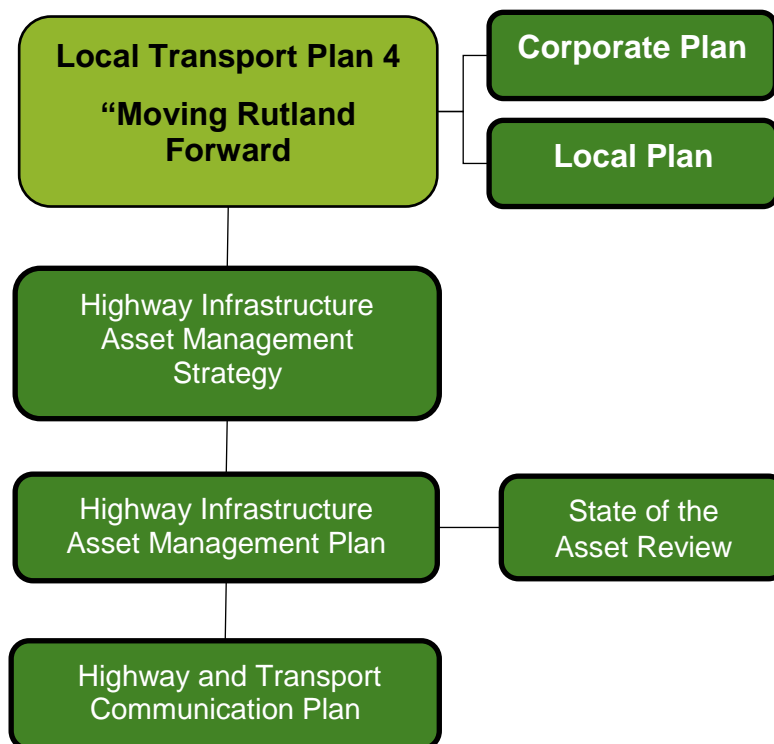 Local Transport Plan 4
“Moving Rutland
Forward
Corporate Plan
Local Plan
Highway Infrastructure
Asset Management
Strategy
Highway Infrastructure
Asset Management Plan
State of the
Asset Review
Highway and Transport
Communication Plan